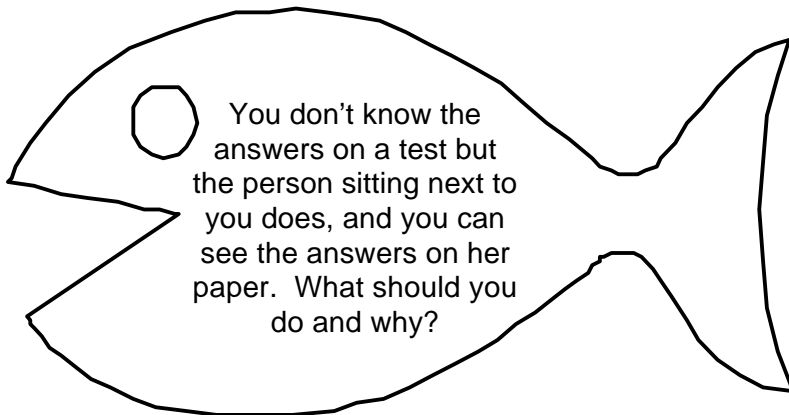 You don’t know the
answers on a test but
the person sitting next to
you does, and you can
see the answers on her
paper.  What should you
do and why?